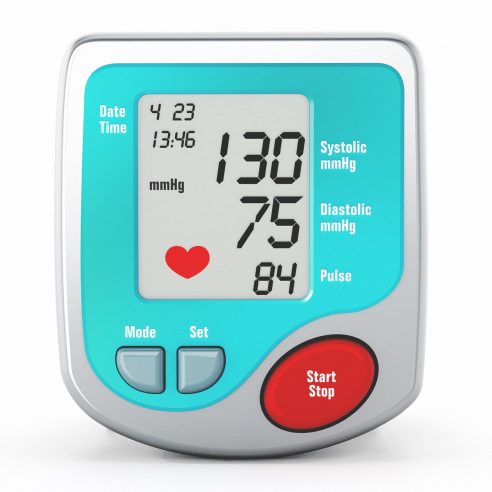 Date
Time
4 23
13:46
mmHg
130
Systolic
mmHg
75
Diastolic
mmHg
84
Pulse
Mode
Set
Start
Stop